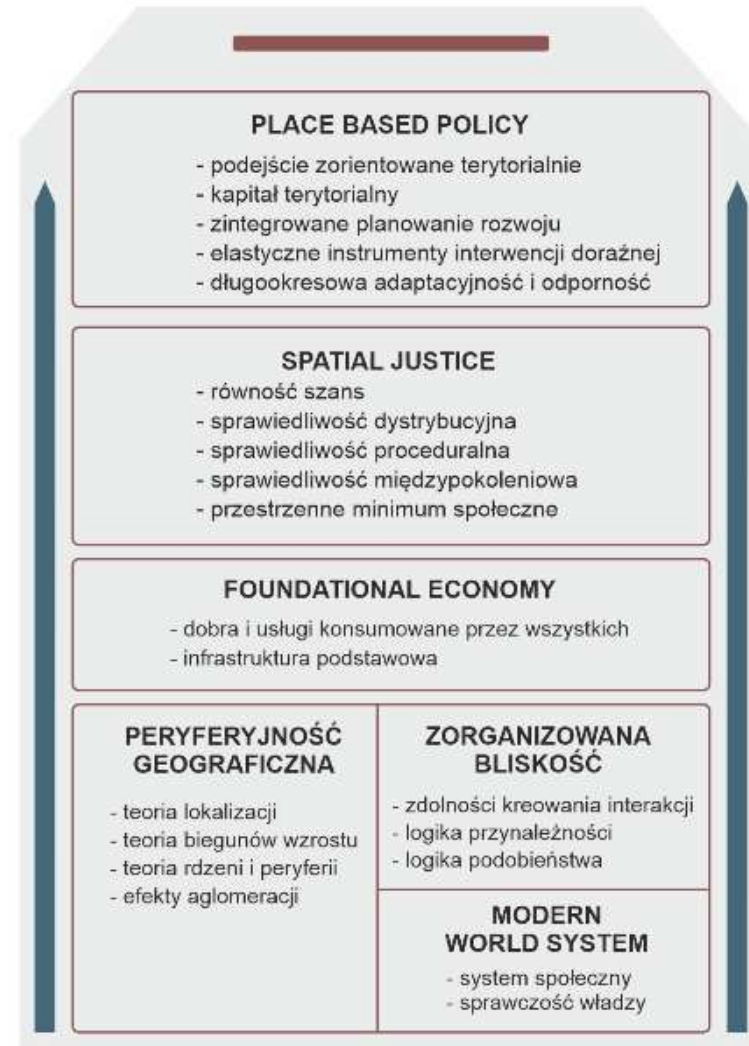 PLACE BASED POLICY
- podejście zorientowane terytorialnie
- kapitał terytorialny
- zintegrowane planowanie rozwoju
- elastyczne instrumenty interwencji doraźnej
- długookresowa adaptacyjność i odporność
SPATIAL JUSTICE
- równość szans
- sprawiedliwość dystrybucyjna
- sprawiedliwość proceduralna
- sprawiedliwość międzypokoleniowa
- przestrzenne minimum społeczne
FOUNDATIONAL ECONOMY
- dobra i usługi konsumowane przez wszystkich
- infrastruktura podstawowa
PERYFERYJNOŚĆ
GEOGRAFICZNA
- teoria lokalizacji
- teoria biegunów wzrostu
- teoria rdzeni i peryferii
- efekty aglomeracji
ZORGANIZOWANA
BLISKOŚĆ
- zdolności kreowania interakcji
- logika przynależności
- logika podobieństwa
MODERN
WORLD SYSTEM
- system społeczny
- sprawczość władzy